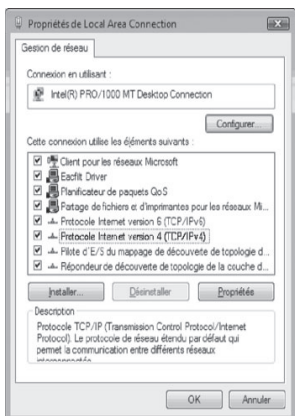 Propriétés de Local Area Connection
Gestion de réseau
Connexion en utilisant :
Intel(R) PRO/1000 MT Desktop Connection
Configurer...
Cette connexion utilise les éléments suivants :
Client pour les réseaux Microsoft
Eacfilt Driver
Planificateur de paquets QoS
Partage de fichiers et d'imprimantes pour les réseaux Mi...
Protocole Internet version 6 (TCP/IPv6)
Protocole Internet version 4 (TCP/IPv4)
Pilote d'E/S du mappage de découverte de topologie d...
Répondeur de découverte de topologie de la couche d...
Installer...
Désinstaller
Propriétés
Description
Protocole TCP/IP (Transmission Control Protocol/Internet
Protocol). Le protocole de réseau étendu par défaut qui
permet la communication entre différents réseaux
interconnectés
OK
Annuler